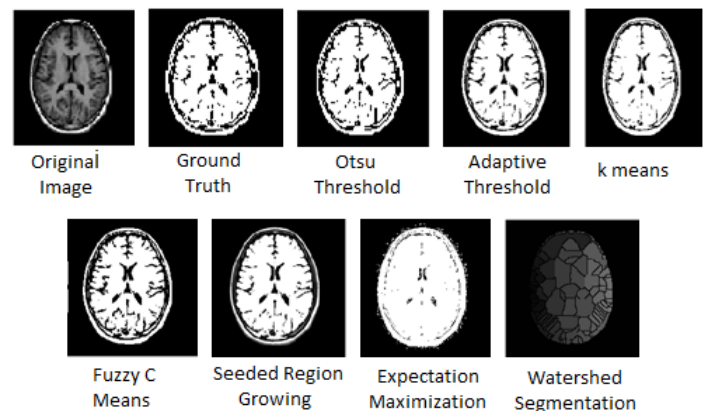 Original
Image
Ground
Truth
Otsu
Threshold
Adaptive
Threshold
k means
Fuzzy C
Means
Seeded Region
Growing
Expectation
Maximization
Watershed
Segmentation